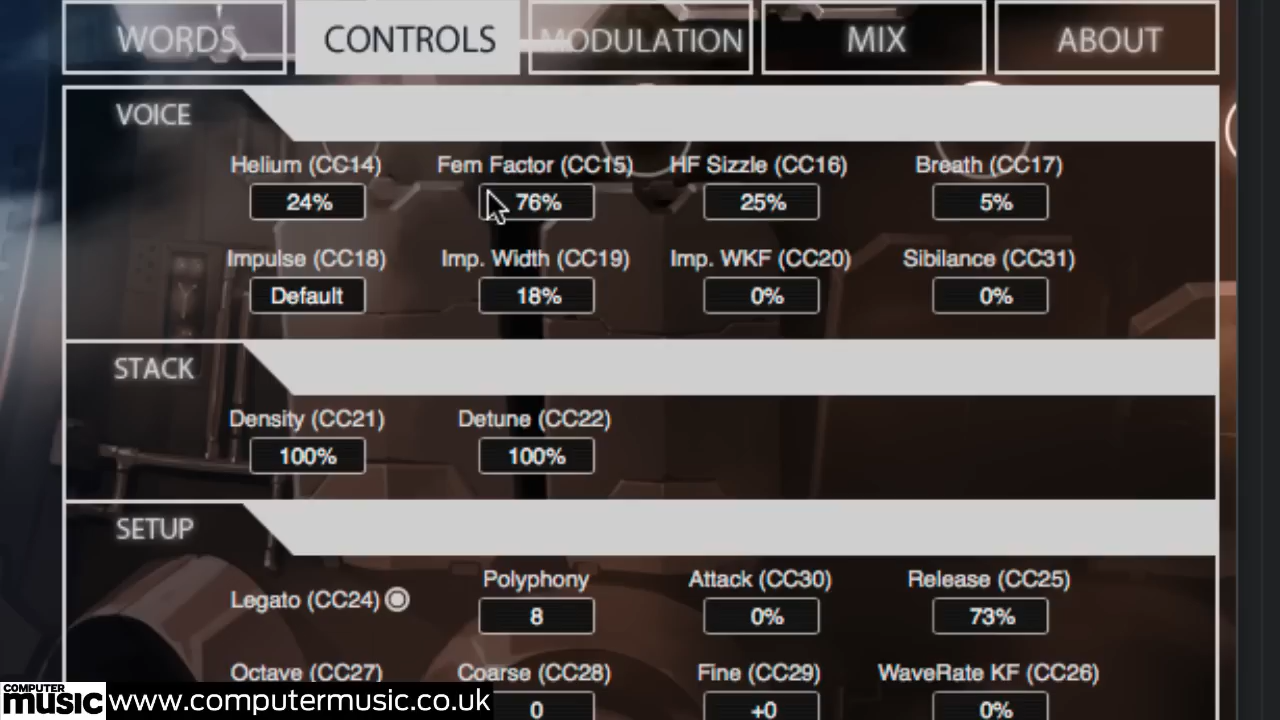 WORDS CONTROLS MODULATION MIX ABOUT
VOICE
Helium (CC14) Fem Factor (CC15) HF Sizzle (CC16) Breath (CC17)
24% 76% 25% 5%
Impulse (CC18) Imp. Width (CC19) Imp. WKF (CC20) Sibilance (CC31)
Default 18% 0% 0%
STACK
Density (CC21) Detune (CC22)
100% 100%
SETUP
Polyphony Attack (CC30) Release (CC25)
Legato (CC24)
8 0% 73%
Octave (CC27) Coarse (CC28) Fine (CC29) WaveRate KF (CC26)
0 +0 0%
COMPUTER
music www.computermusic.co.uk